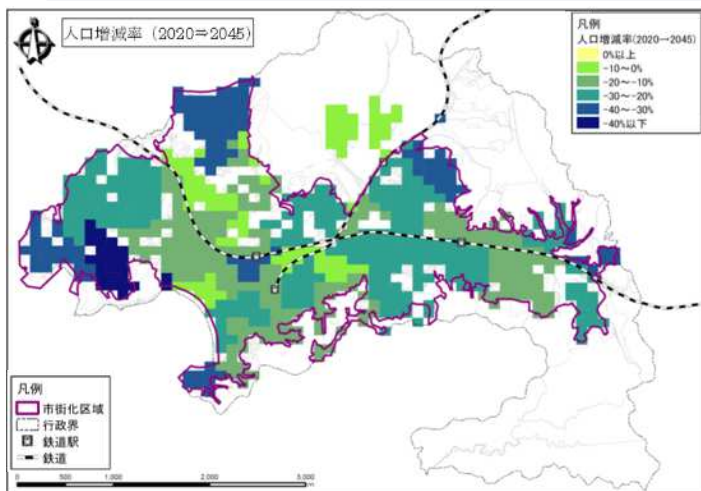 人口増減率(2020⇒2045)
凡例
人口増減率(2020→2045)
0%以上
-10～0%
-20～-10%
-30～-20%
-40～-30%
-40%以下
凡例
市街化区域
行政界
鉄道駅
鉄道
0 500 1,000 2,000 3,000
m